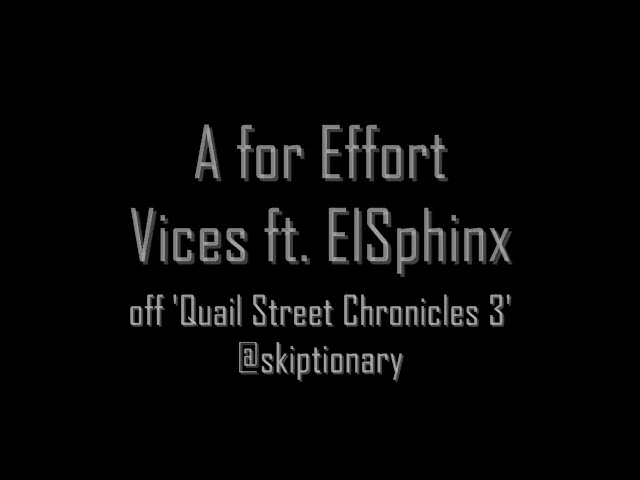 A for Effort
Vices ft. ElSphinx
off 'Quail Street Chronicles 3'
@skiptionary